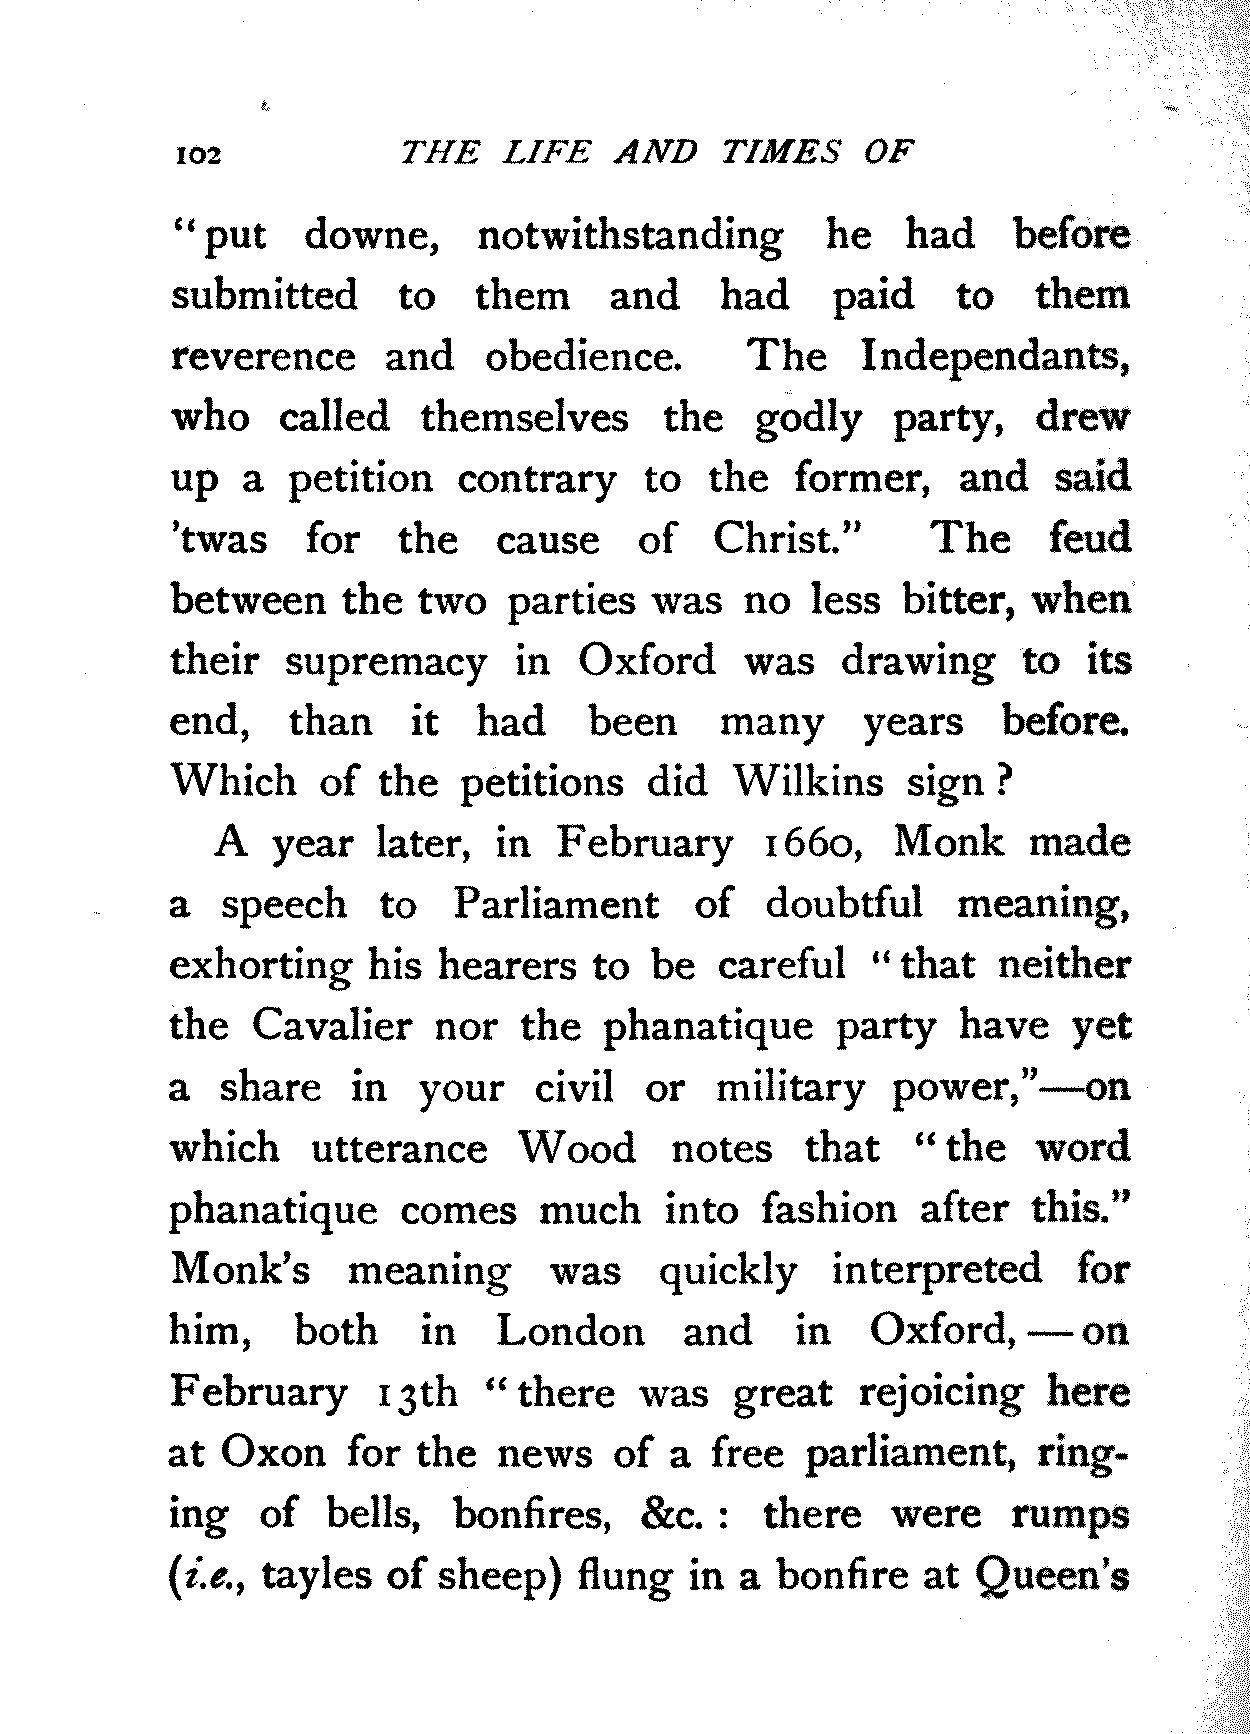 102 THE LIFE AND TIMES OF
"put downe, notwithstanding he had before
submitted to them and had paid to them
reverence and obedience. The Independants,
who called themselves the godly party, drew
up a petition contrary to the former, and said
'twas for the cause of Christ." The feud
between the two parties was no less bitter, when
their supremacy in Oxford was drawing to its
end, than it had been many years before.
Which of the petitions did Wilkins sign ?
A year later, in February 1660, Monk made
a speech to Parliament of doubtful meaning,
exhorting his hearers to be careful "that neither
the Cavalier nor the phanatique party have yet
a share in your civil or military power,"—on
which utterance Wood notes that "the word
phanatique comes much into fashion after this."
Monk's meaning was quickly interpreted for
him, both in London and in Oxford,—on
February 13th "there was great rejoicing here
at Oxon for the news of a free parliament, ring-
ing of bells, bonfires, &c. : there were rumps
(i.e., tayles of sheep) flung in a bonfire at Queen's